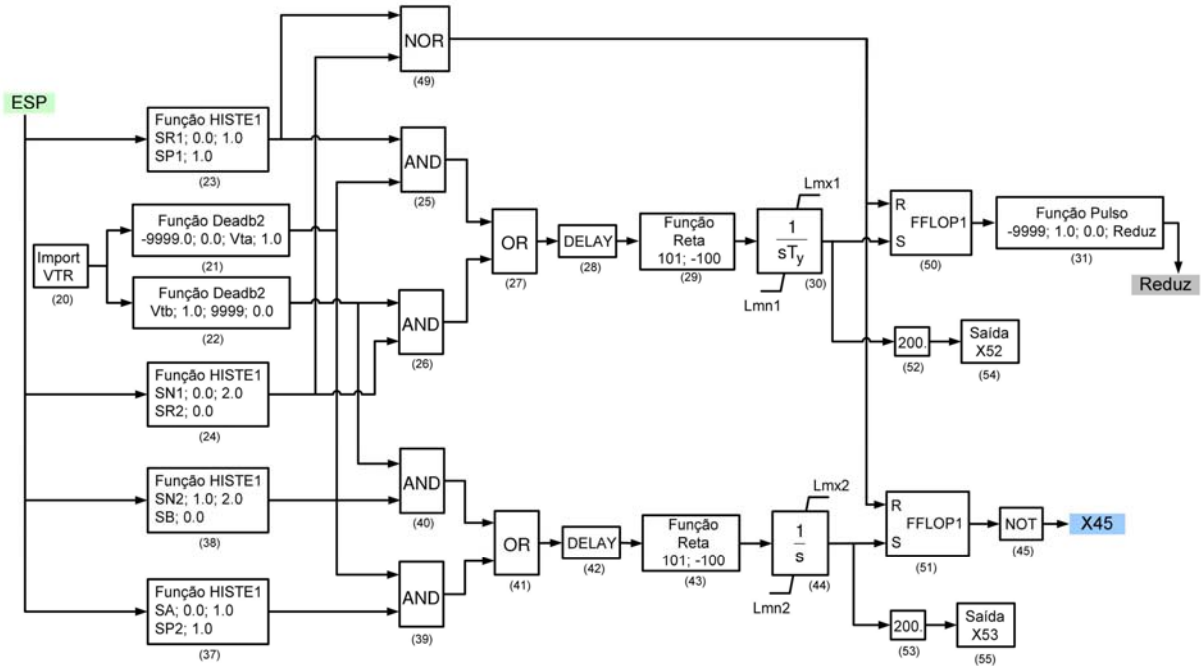 NOR
(49)
ESP
Função HISTE1
SR1; 0.0; 1.0
SP1; 1.0
(23)
AND
(25)
Lmx1
1
sTy
Lmn1
(30)
R
S
FFLOP1
(50)
Função Pulso
-9999; 1.0; 0.0; Reduz
(31)
Reduz
Função Deadb2
-9999.0; 0.0; Vta; 1.0
(21)
Import
VTR
(20)
Função Deadb2
Vtb; 1.0; 9999; 0.0
(22)
OR
(27)
DELAY
(28)
Função
Reta
101; -100
(29)
AND
(26)
200.
(52)
Saída
X52
(54)
Função HISTE1
SN1; 0.0; 2.0
SR2; 0.0
(24)
Função HISTE1
SN2; 1.0; 2.0
SB; 0.0
(38)
AND
(40)
Lmx2
1
s
Lmn2
(44)
R
S
FFLOP1
(51)
NOT
(45)
X45
OR
(41)
DELAY
(42)
Função
Reta
101; -100
(43)
Função HISTE1
SA; 0.0; 1.0
SP2; 1.0
(37)
AND
(39)
200.
(53)
Saída
X53
(55)